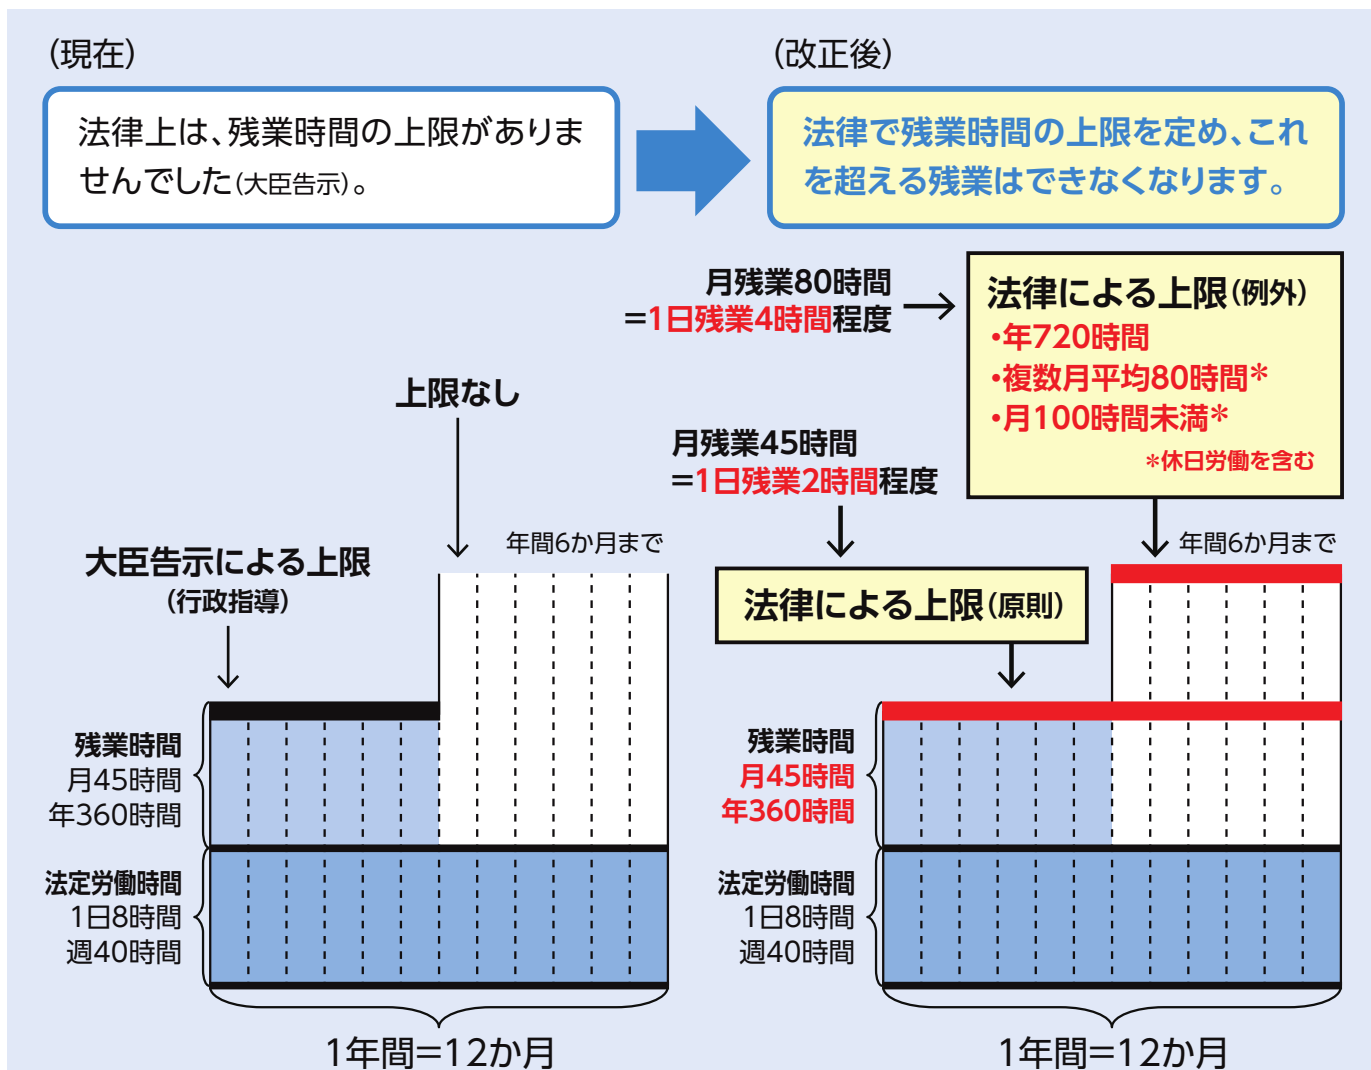 (現在)
法律上は、残業時間の上限がありま
せんでした(大臣告示)。
(改正後)
法律で残業時間の上限を定め、これ
を超える残業はできなくなります。
月残業80時間
=1日残業4時間程度
法律による上限(例外)
・年720時間
・複数月平均80時間*
・月100時間未満*
*休日労働を含む
上限なし
月残業45時間
=1日残業2時間程度
大臣告示による上限
(行政指導)
年間6か月まで
法律による上限(原則)
年間6か月まで
残業時間
月45時間
年360時間
法定労働時間
1日8時間
週40時間
1年間=12か月
残業時間
月45時間
年360時間
法定労働時間
1日8時間
週40時間
1年間=12か月